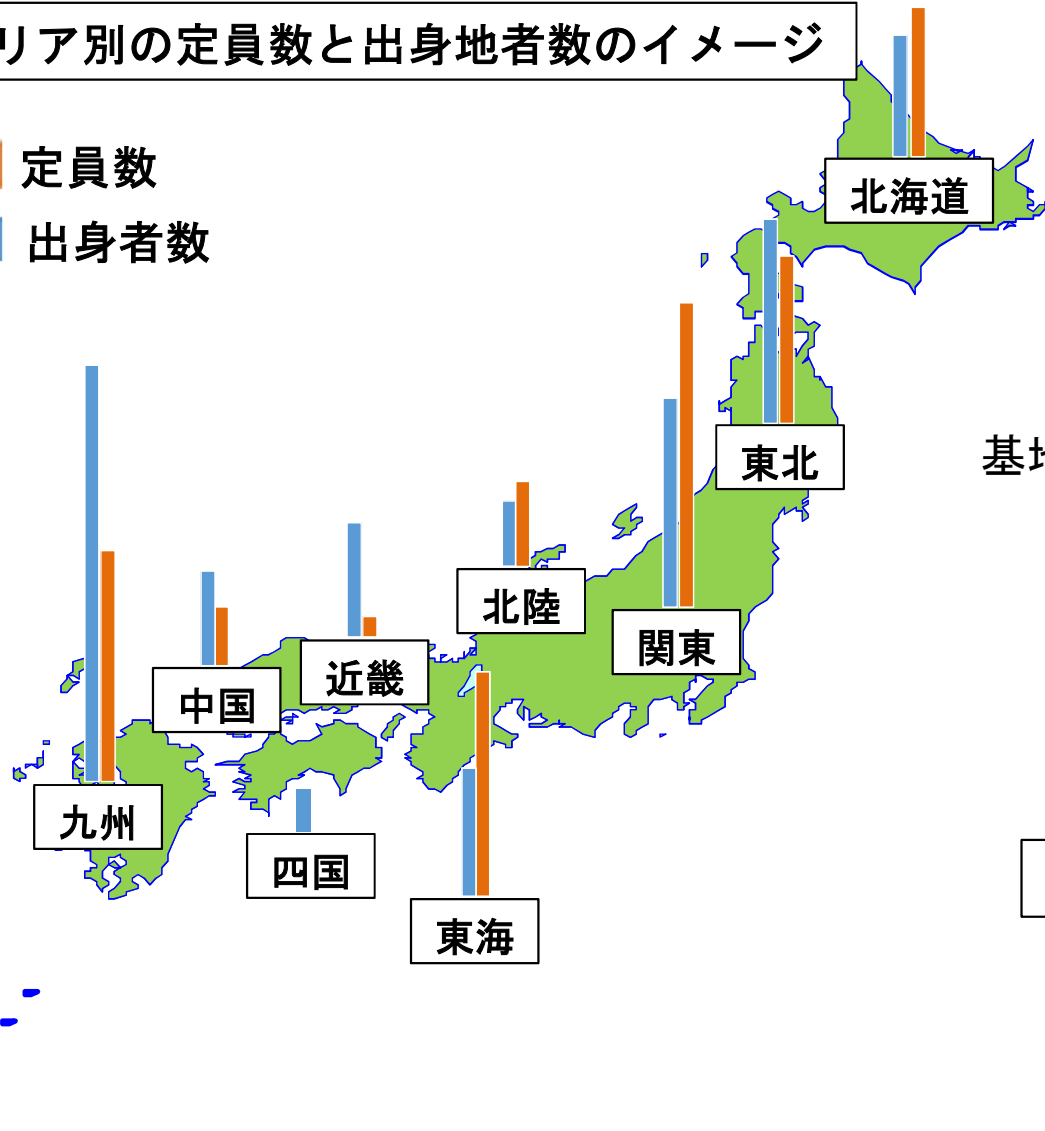 リア別の定員数と出身地者数のイメージ
定員数
出身者数
北海道
東北
基地
北陸
関東
近畿
中国
九州
四国
東海